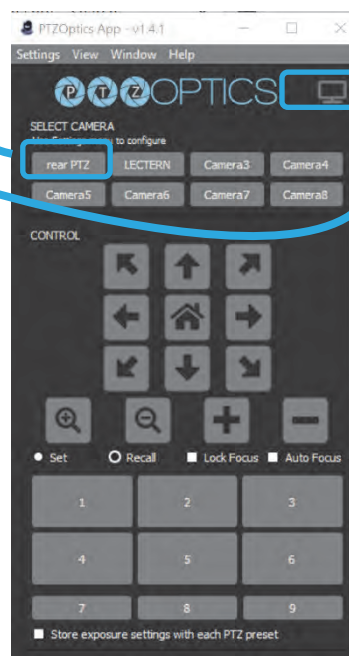 PTZOptics App - v1.4.1
Settings View Window Help
PTZOPTICS
SELECT CAMERA
to configure
rear PTZ LECTERN Camera3 Camera4
Camera5 Camera6 Camera7 Camera8
CONTROL
Set Recall Lock Focus Auto Focus
1 2 3
4 5 6
7 8 9
Store exposure settings with each PTZ preset